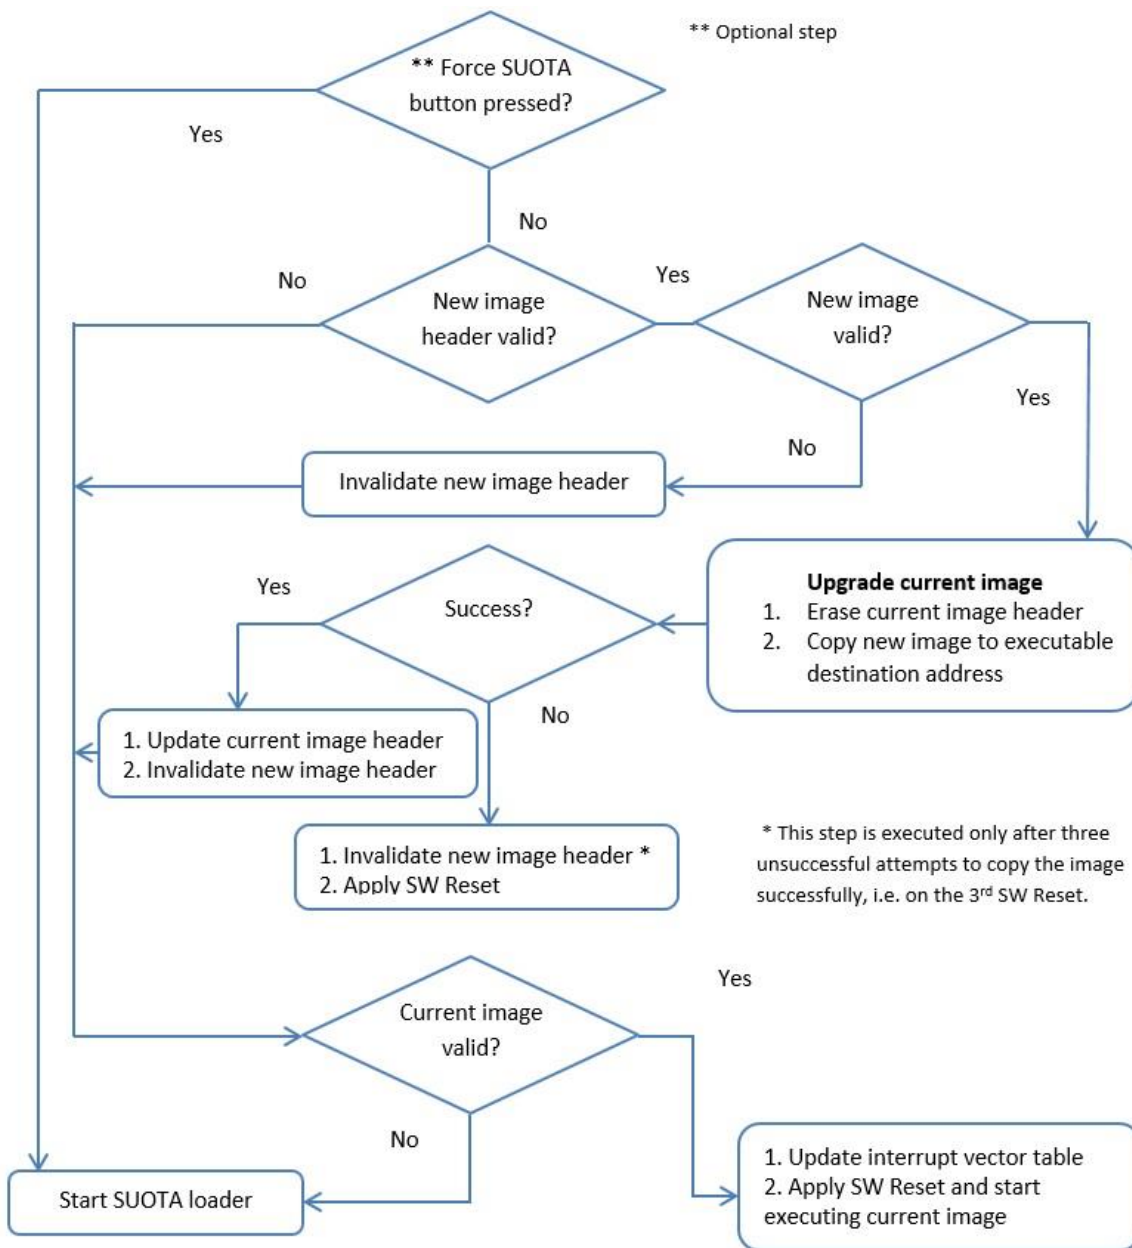 ** Optional step
** Force SUOTA
button pressed?
Yes
No
No
Yes
New image
header valid?
New image
valid?
Yes
No
Invalidate new image header
Yes
Success?
Upgrade current image
1. Erase current image header
2. Copy new image to executable
destination address
No
1. Update current image header
2. Invalidate new image header
1. Invalidate new image header *
2. Apply SW Reset
* This step is executed only after three
unsuccessful attempts to copy the image
successfully, i.e. on the 3rd SW Reset.
Yes
Current image
valid?
No
Start SUOTA loader
1. Update interrupt vector table
2. Apply SW Reset and start
executing current image